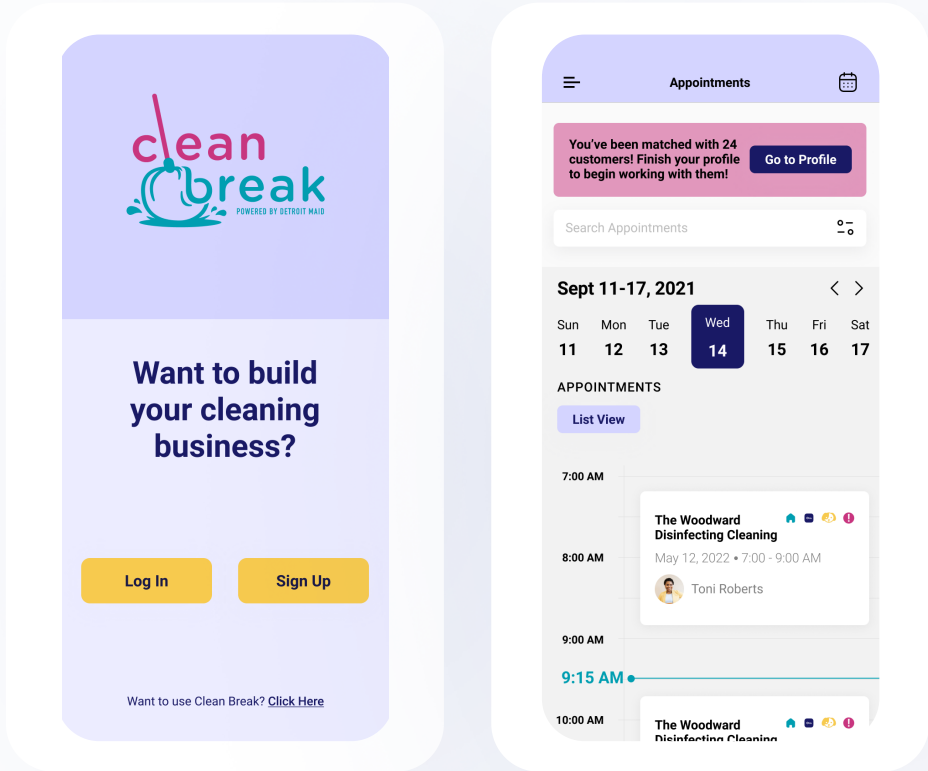 clean
break
POWERED BY DETROIT MAID
Want to build
your cleaning
business?
Log In
Sign Up
Want to use Clean Break? Click Here
Appointments
You've been matched with 24
customers! Finish your profile
to begin working with them!
Go to Profile
Search Appointments
Sept 11-17, 2021
Sun Mon Tue Wed Thu Fri Sat
11 12 13 14 15 16 17
APPOINTMENTS
List View
7:00 AM
The Woodward
Disinfecting Cleaning
8:00 AM
May 12, 2022 • 7:00 - 9:00 AM
Toni Roberts
9:00 AM
9:15 AM
10:00 AM
The Woodward
Disinfecting Cleaning